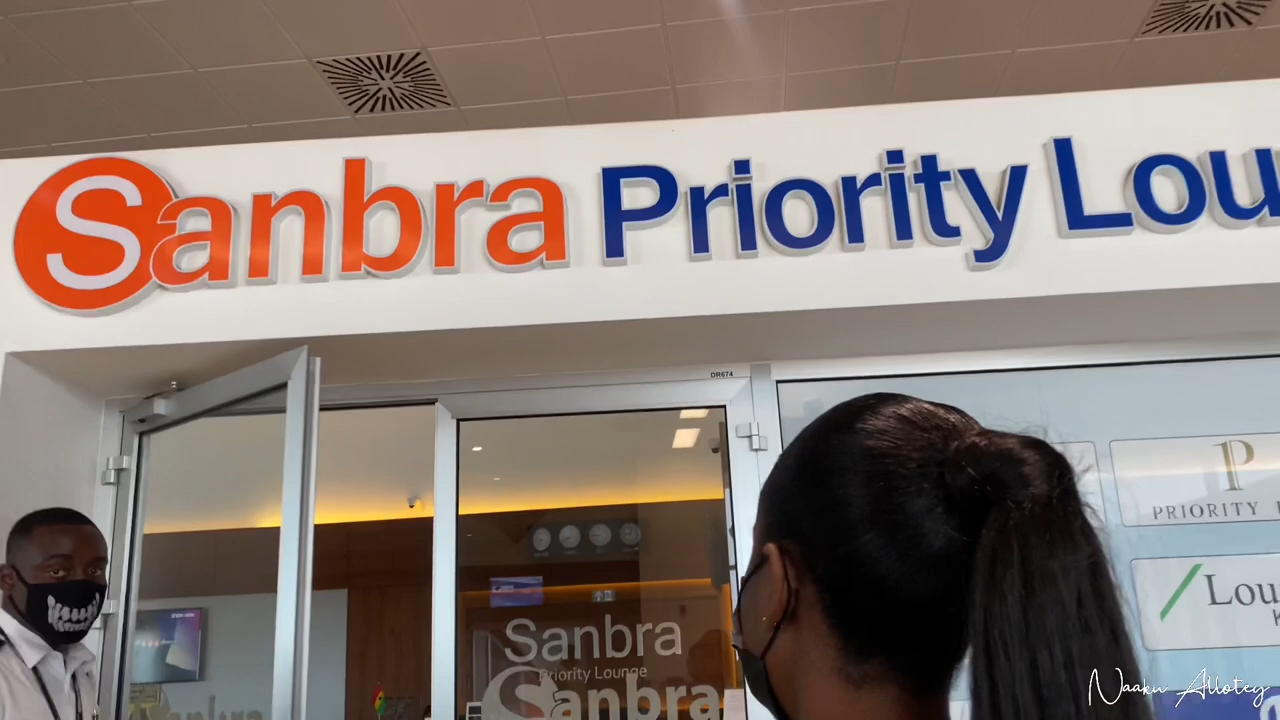 Sanbra Priority Lou
DR674
P
PRIORITY
Lou
K
Sanbra
Priority Lounge
Sanbra
Naaku Allotey